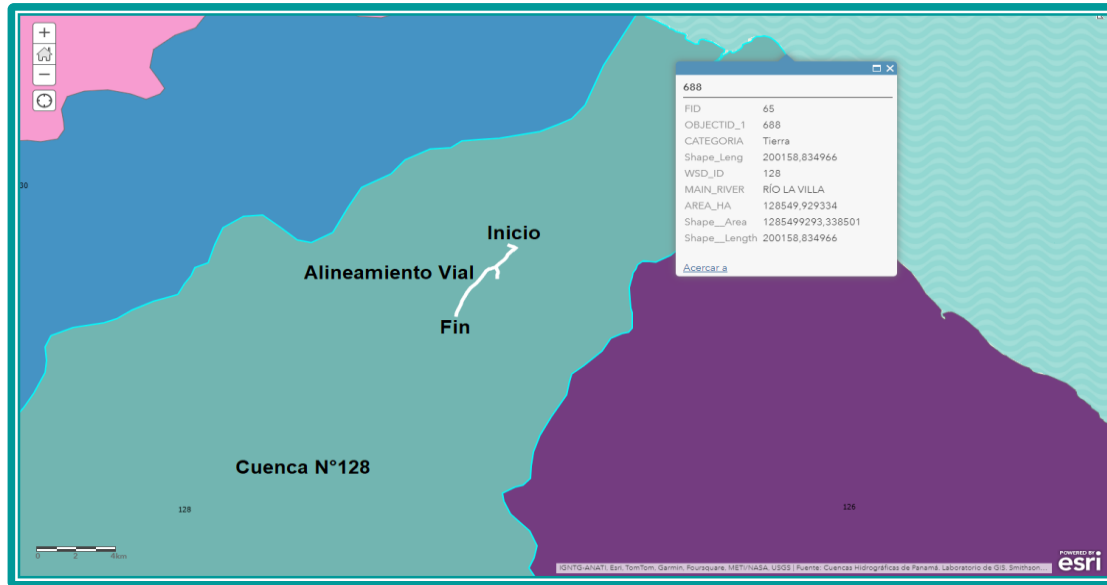 +
−
688
FID 65
OBJECTID_1 688
CATEGORIA Tierra
Shape_Leng 200158,834966
WSD_ID 128
MAIN_RIVER RÍO LA VILLA
AREA_HA 128549,929334
Shape__Area 1285499293,338501
Shape__Length 200158,834966
Acercar a
30
Inicio
Alineamiento Vial
Fin
Cuenca N°128
128
126
0 2 4km
IGNTG-ANATI, Esri, TomTom, Garmin, Foursquare, METI/NASA, USGS | Fuente: Cuencas Hidrográficas de Panamá. Laboratorio de GIS, Smithson...
POWERED BY
esri